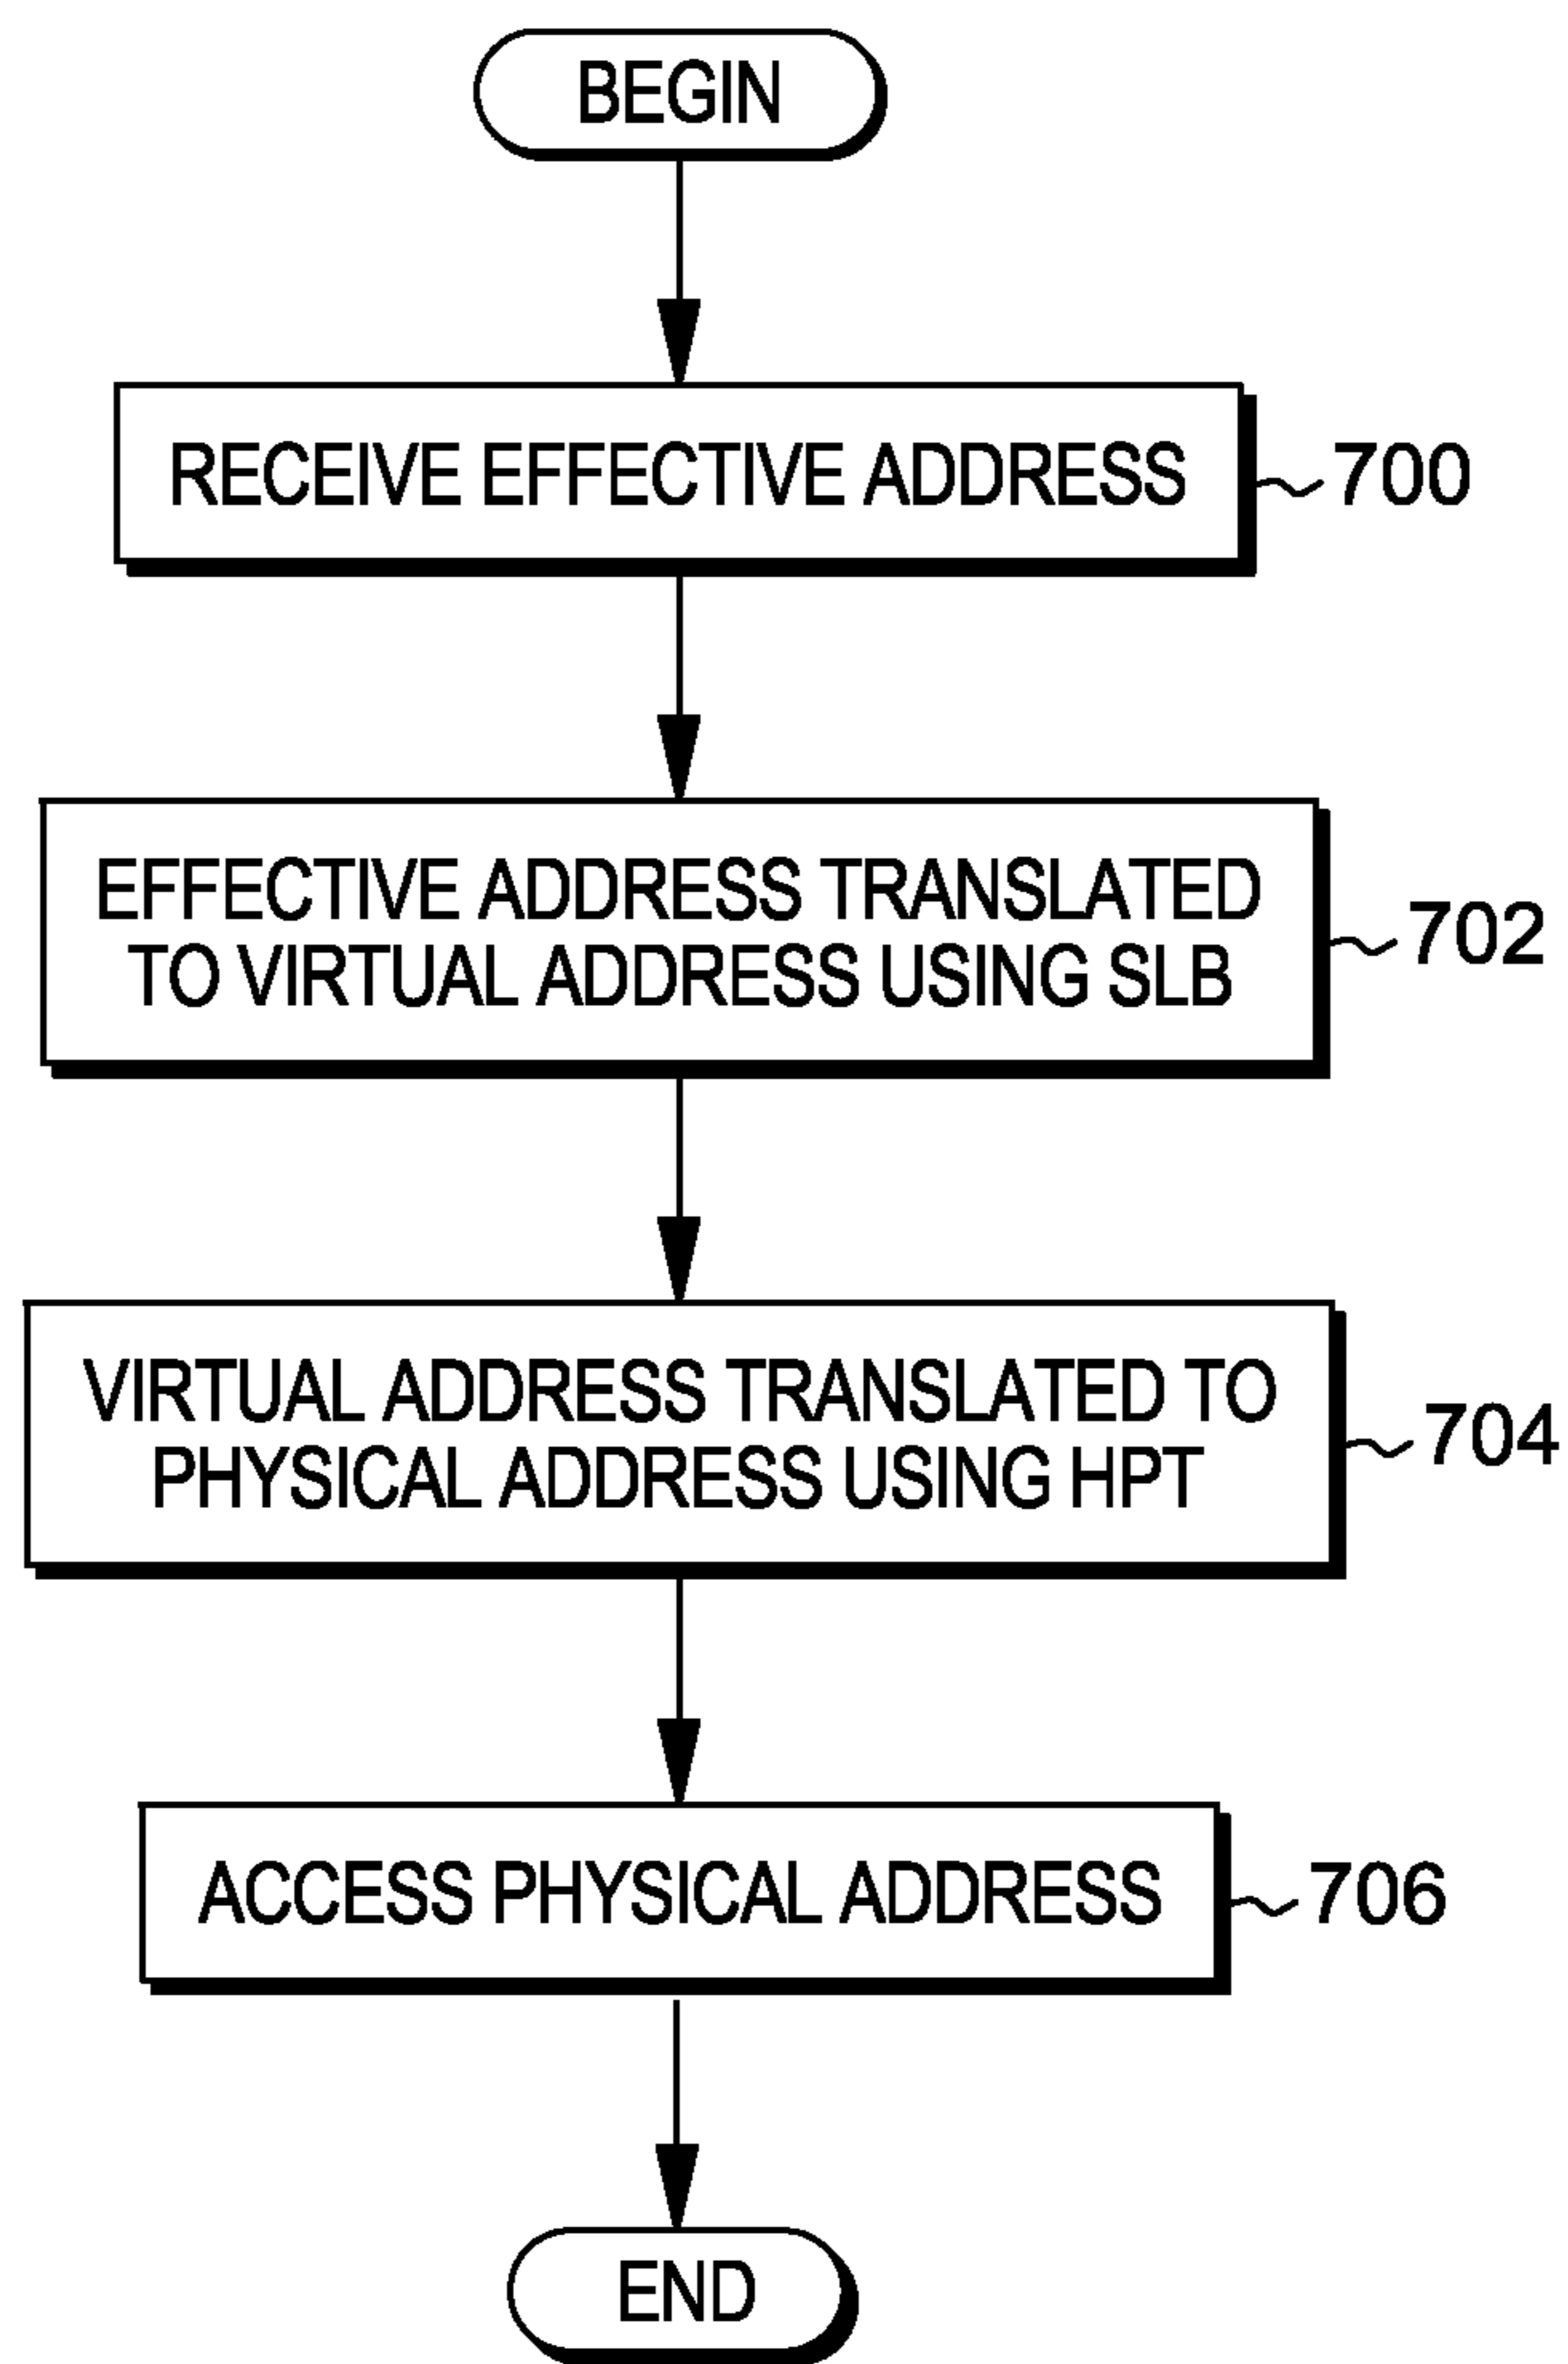 BEGIN
RECEIVE EFFECTIVE ADDRESS
700
EFFECTIVE ADDRESS TRANSLATED
TO VIRTUAL ADDRESS USING SLB
702
VIRTUAL ADDRESS TRANSLATED TO
PHYSICAL ADDRESS USING HPT
704
ACCESS PHYSICAL ADDRESS
706
END